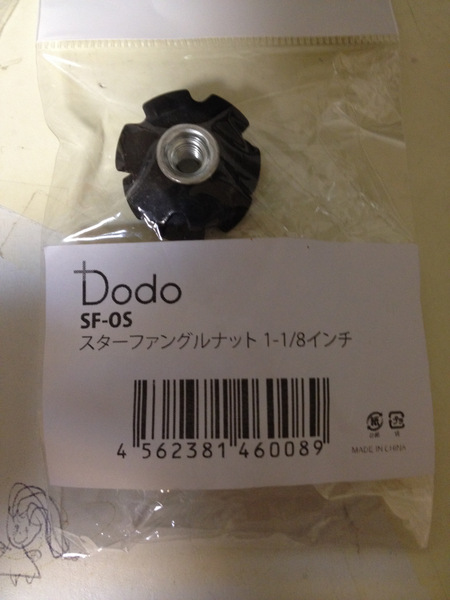 Dodo
SF-OS
スターファングルナット 1-1/8インチ
4 562381 460089
MADE IN CHINA